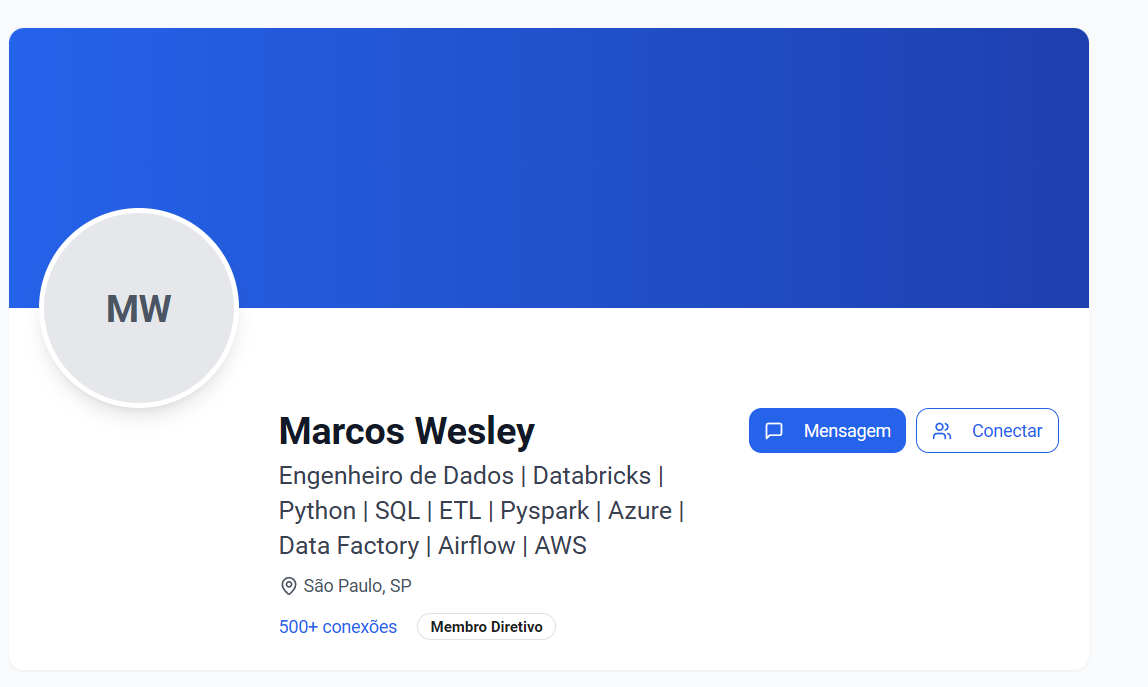 MW
Marcos Wesley
Mensagem
Conectar
Engenheiro de Dados | Databricks |
Python | SQL | ETL | Pyspark | Azure |
Data Factory | Airflow | AWS
São Paulo, SP
500+ conexões
Membro Diretivo